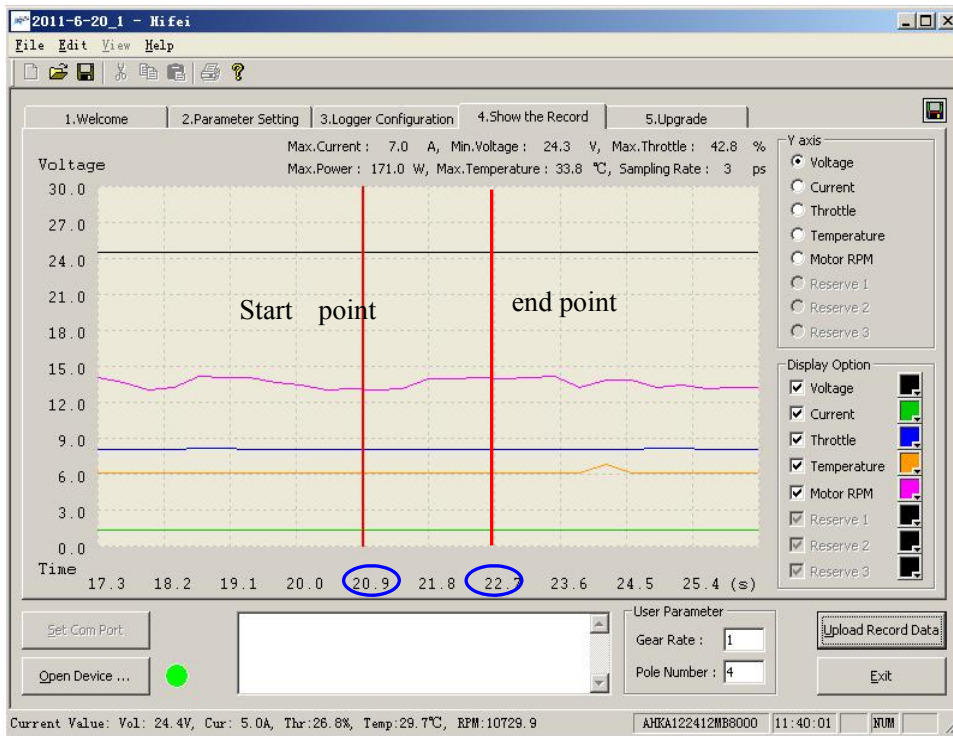 2011-6-20_1 - Hifei
File Edit View Help
1.Welcome 2.Parameter Setting 3.Logger Configuration 4.Show the Record 5.Upgrade
Max.Current : 7.0 A, Min.Voltage : 24.3 V, Max.Throttle : 42.8 %
Max.Power : 171.0 W, Max.Temperature : 33.8 ℃, Sampling Rate : 3 ps
Voltage
30.0
27.0
24.0
21.0
18.0
15.0
12.0
9.0
6.0
3.0
0.0
Start point
end point
Time
17.3 18.2 19.1 20.0 20.9 21.8 22.7 23.6 24.5 25.4 (s)
Y axis
Voltage
Current
Throttle
Temperature
Motor RPM
Reserve 1
Reserve 2
Reserve 3
Display Option
Voltage
Current
Throttle
Temperature
Motor RPM
Reserve 1
Reserve 2
Reserve 3
Set Com Port
Open Device ...
User Parameter
Gear Rate : 1
Pole Number : 4
Upload Record Data
Exit
Current Value: Vol: 24.4V, Cur: 5.0A, Thr:26.8%, Temp:29.7℃, RPM:10729.9 AHKA122412MB8000 11:40:01 NUM